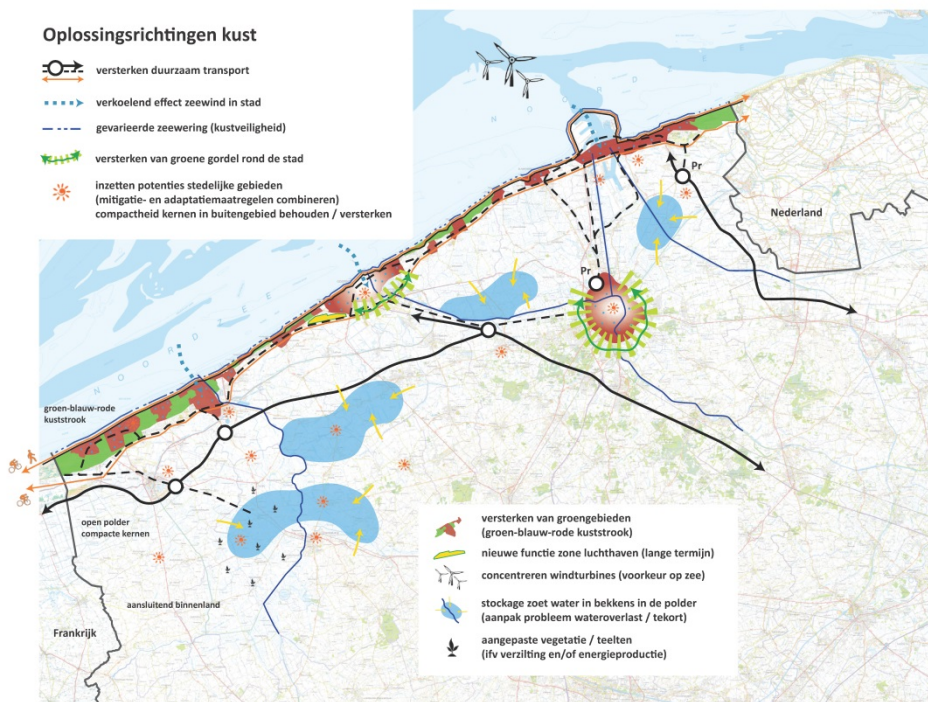 Oplossingsrichtingen kust
versterken duurzaam transport
verkoelend effect zeewind in stad
gevarieerde zeewering (kustveiligheid)
versterken van groene gordel rond de stad
inzetten potenties stedelijke gebieden
(mitigatie- en adaptatiemaatregelen combineren)
compactheid kernen in buitengebied behouden / versterken
NOORDZEE
Pr
Nederland
Pr
NOORDZEE
groen-blauw-rode
kuststrook
open polder
compacte kernen
aansluitend binnenland
Frankrijk
versterken van groengebieden
(groen-blauw-rode kuststrook)
nieuwe functie zone luchthaven (lange termijn)
concentreren windturbines (voorkeur op zee)
stockage zoet water in bekkens in de polder
(aanpak probleem wateroverlast / tekort)
aangepaste vegetatie / teelten
(ifv verzilting en/of energieproductie)